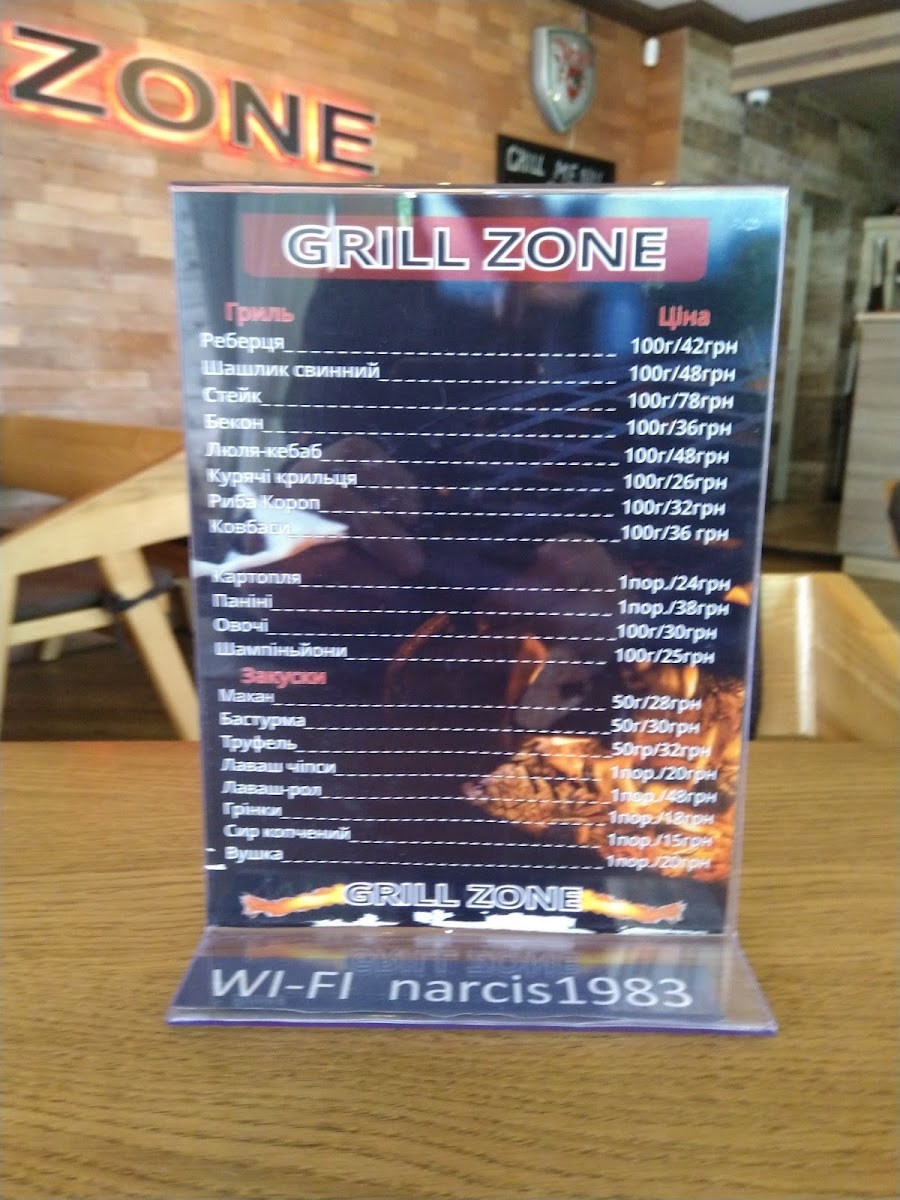 ZONE
GRILL MENU
GRILL ZONE
Гриль Ціна
Реберця 100г/42грн
Шашлик свинний 100г/48грн
Стейк 100г/78грн
Бекон 100г/36грн
Люля-кебаб 100г/48грн
Курячі крильця 100г/26грн
Риба Короп 100г/32грн
Ковбаси 100г/36 грн
Картопля 1пор./24грн
Паніні 1пор./38грн
Овочі 100г/30грн
Шампіньйони 100г/25грн
Закуски
Махан 50г/28грн
Бастурма 50г/30грн
Труфель 50гр/32грн
Лаваш чіпси 1пор./20грн
Лаваш-рол 1пор./48грн
Грінки 1пор./18грн
Сир копчений 1пор./15грн
Вушка 1пор./20грн
GRILL ZONE
WI-FI narcis1983